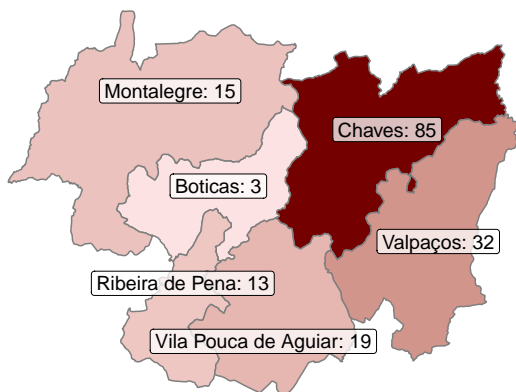 Montalegre: 15
Chaves: 85
Boticas: 3
Valpaços: 32
Ribeira de Pena: 13
Vila Pouca de Aguiar: 19